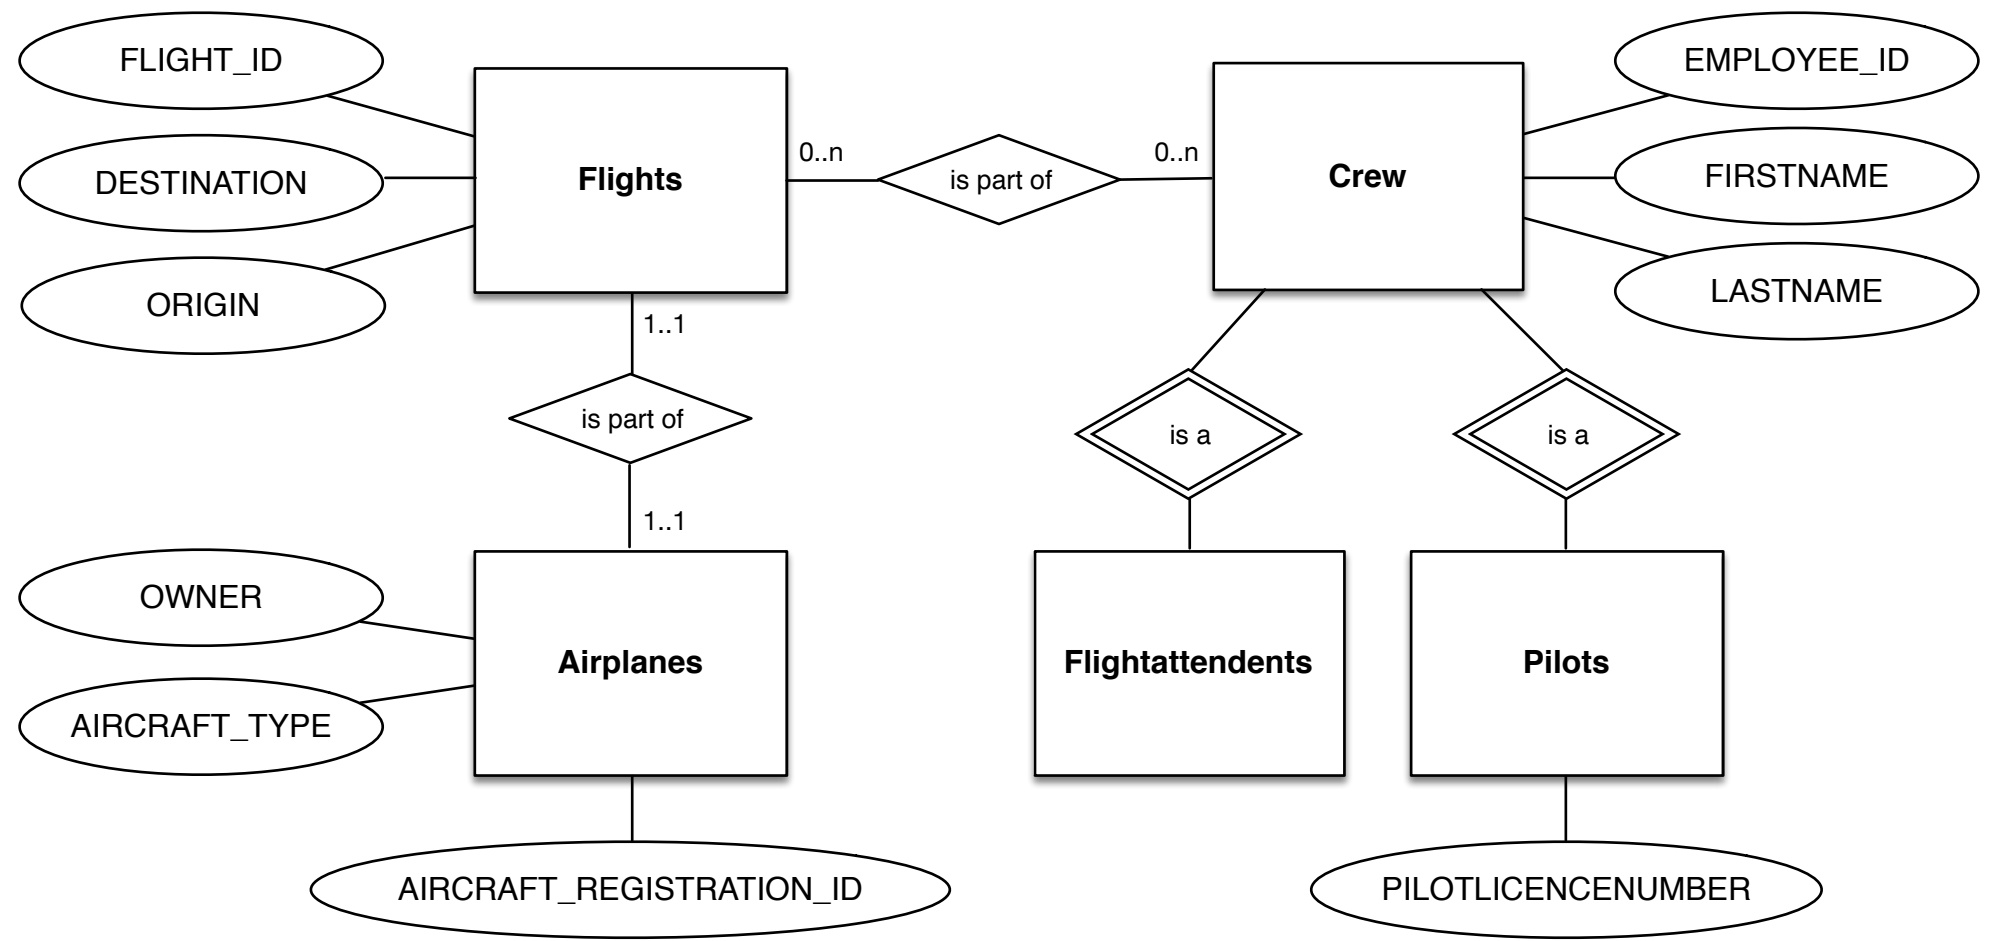 FLIGHT_ID
DESTINATION
ORIGIN
Flights
0..n
is part of
0..n
Crew
EMPLOYEE_ID
FIRSTNAME
LASTNAME
1..1
is part of
1..1
is a
is a
OWNER
AIRCRAFT_TYPE
Airplanes
Flightattendents
Pilots
AIRCRAFT_REGISTRATION_ID
PILOTLICENCENUMBER